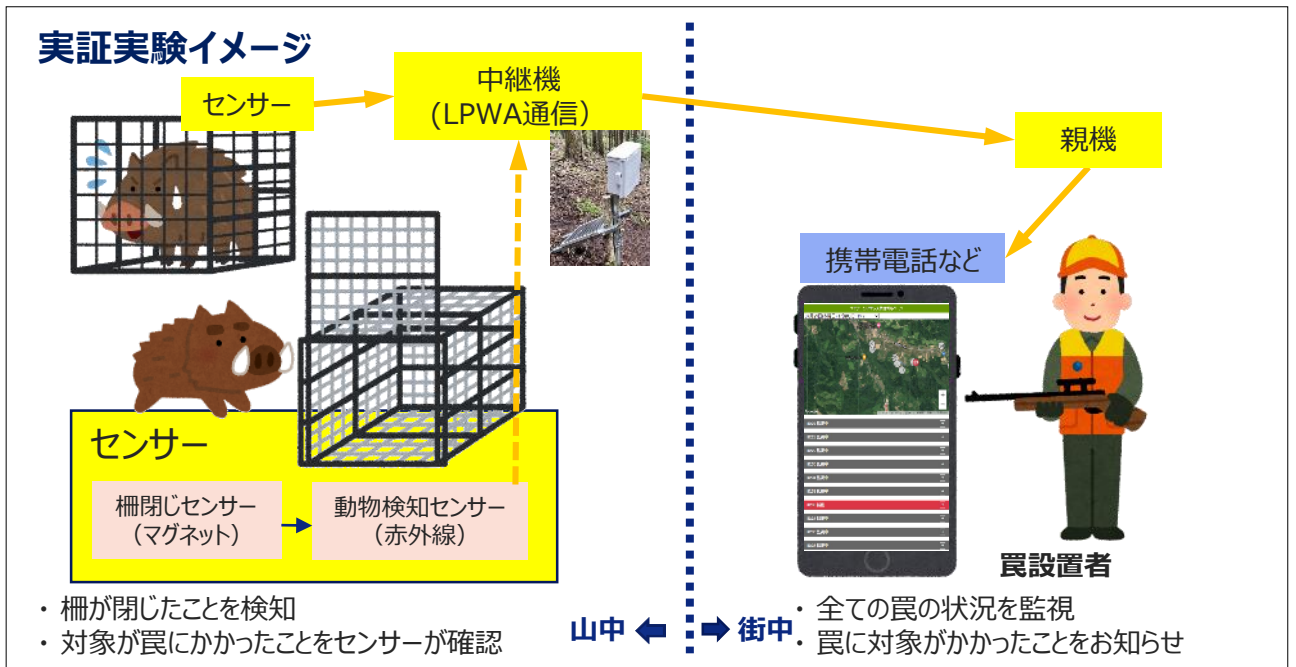 実証実験イメージ
センサー
中継機
(LPWA通信)
親機
携帯電話など
センサー
柵閉じセンサー
(マグネット)
動物検知センサー
(赤外線)
罠設置者
・ 柵が閉じたことを検知
・ 対象が罠にかかったことをセンサーが確認
山中
街中
・ 全ての罠の状況を監視
・ 罠に対象がかかったことをお知らせ